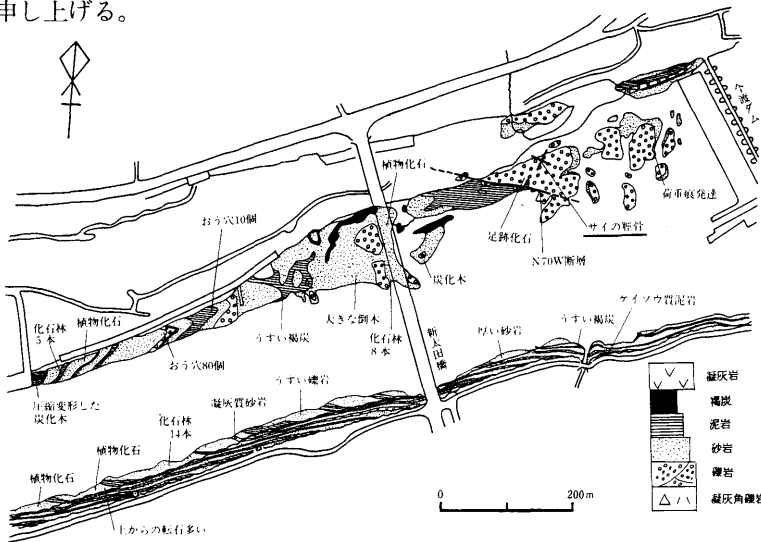 申し上げる。
今渡ダム
植物化石
荷重痕発達
おう穴10個
足跡化石
サイの脛骨
N70W断層
炭化木
ケイソウ質泥岩
化石林
5本
植物化石
うすい褐炭
大きな倒木
化石林
8本
新太田橋
厚い砂岩
うすい褐炭
おう穴80個
圧縮変形した
炭化木
うすい礫岩
凝灰質砂岩
化石林
14本
植物化石
植物化石
上からの転石多い
凝灰岩
褐炭
泥岩
砂岩
礫岩
凝灰角礫岩
0 200m